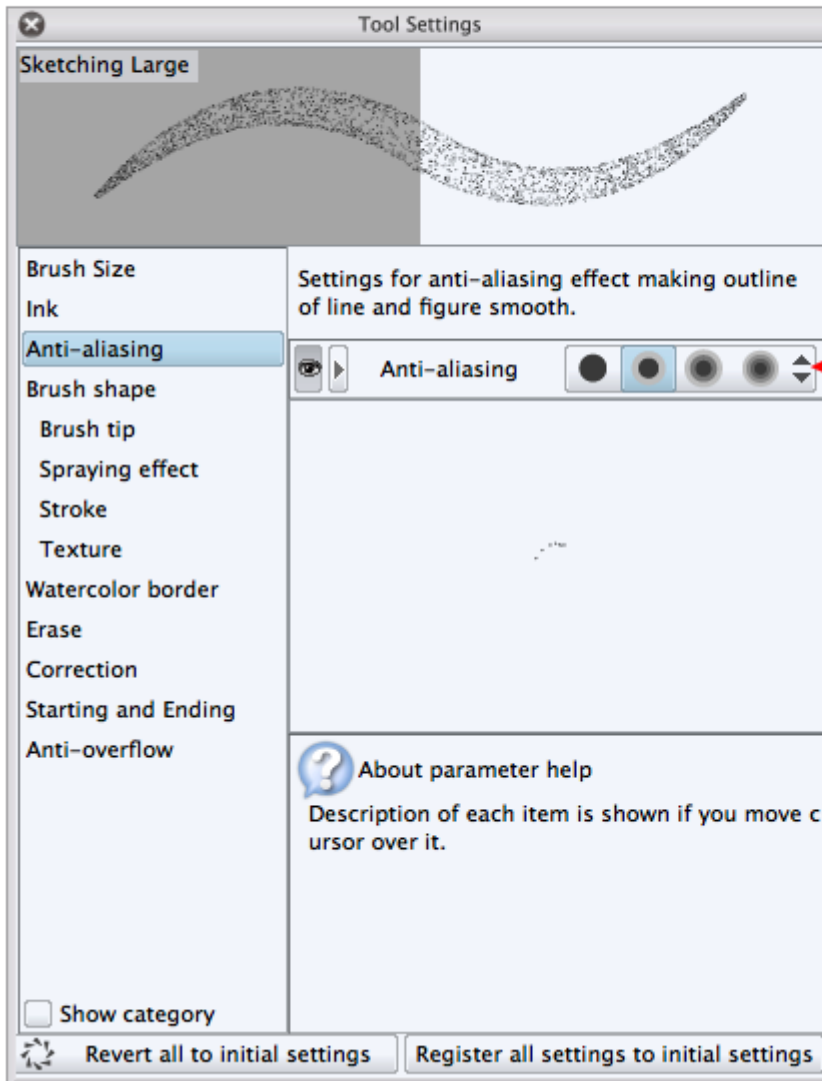 Tool Settings
Sketching Large
Brush Size
Ink
Anti-aliasing
Brush shape
Brush tip
Spraying effect
Stroke
Texture
Watercolor border
Erase
Correction
Starting and Ending
Anti-overflow
Show category
Settings for anti-aliasing effect making outline
of line and figure smooth.
Anti-aliasing
About parameter help
Description of each item is shown if you move c
ursor over it.
Revert all to initial settings
Register all settings to initial settings